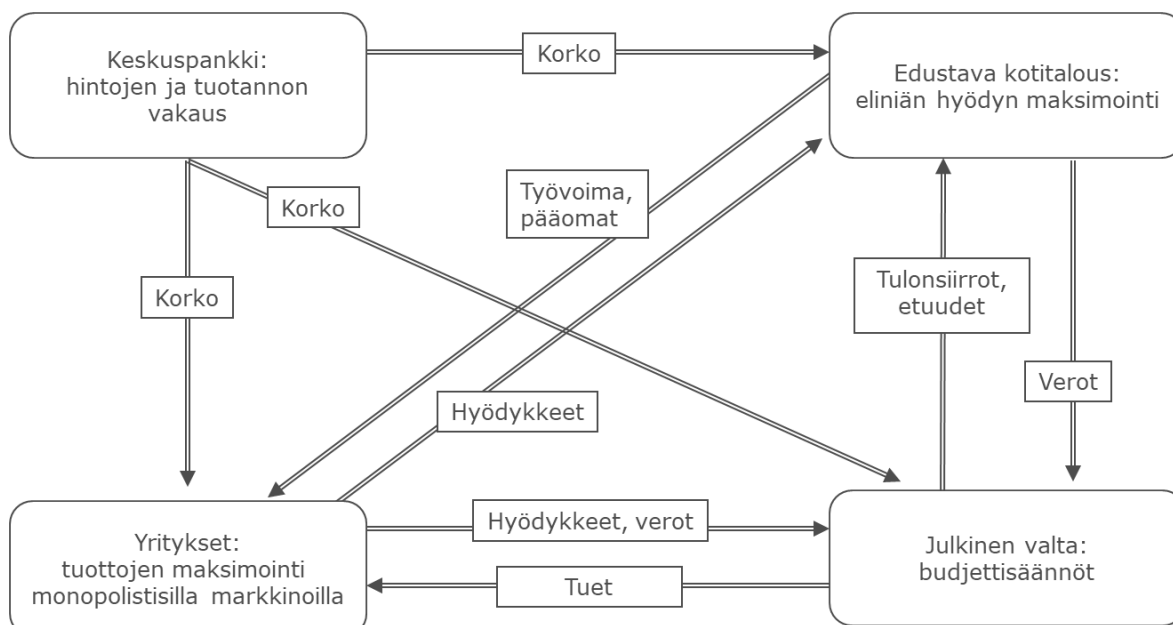 Keskuspankki:
hintojen ja tuotannon
vakaus
Korko
Edustava kotitalous:
eliniän hyödyn maksimointi
Korko
Työvoima,
pääomat
Korko
Tulonsiirrot,
etuudet
Verot
Hyödykkeet
Yritykset:
tuottojen maksimointi
monopolistisilla markkinoilla
Hyödykkeet, verot
Tuet
Julkinen valta:
budjettisäännöt